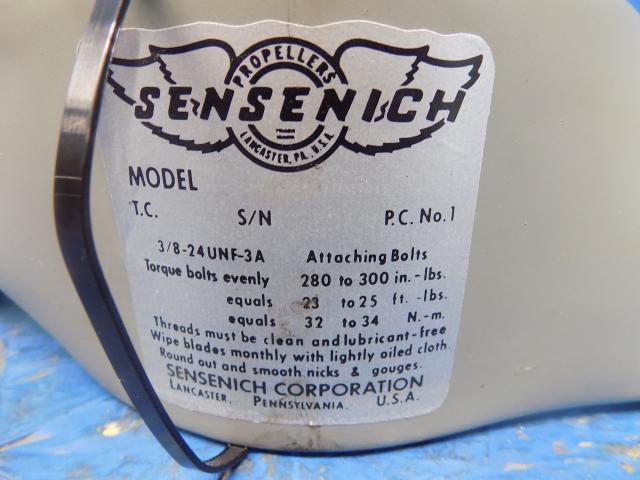 PROPELLERS
SENSENICH
TRADE MARK
LANCASTER, PA. U.S.A.
MODEL
T.C. S/N P.C. No.1
3/8-24UNF-3A Attaching Bolts
Torque bolts evenly 280 to 300 in.-lbs.
equals 23 to 25 ft.-lbs.
equals 32 to 34 N.-m.
Threads must be clean and lubricant-free
Wipe blades monthly with lightly oiled cloth.
Round out and smooth nicks & gouges.
SENSENICH CORPORATION
LANCASTER, PENNSYLVANIA. U.S.A.